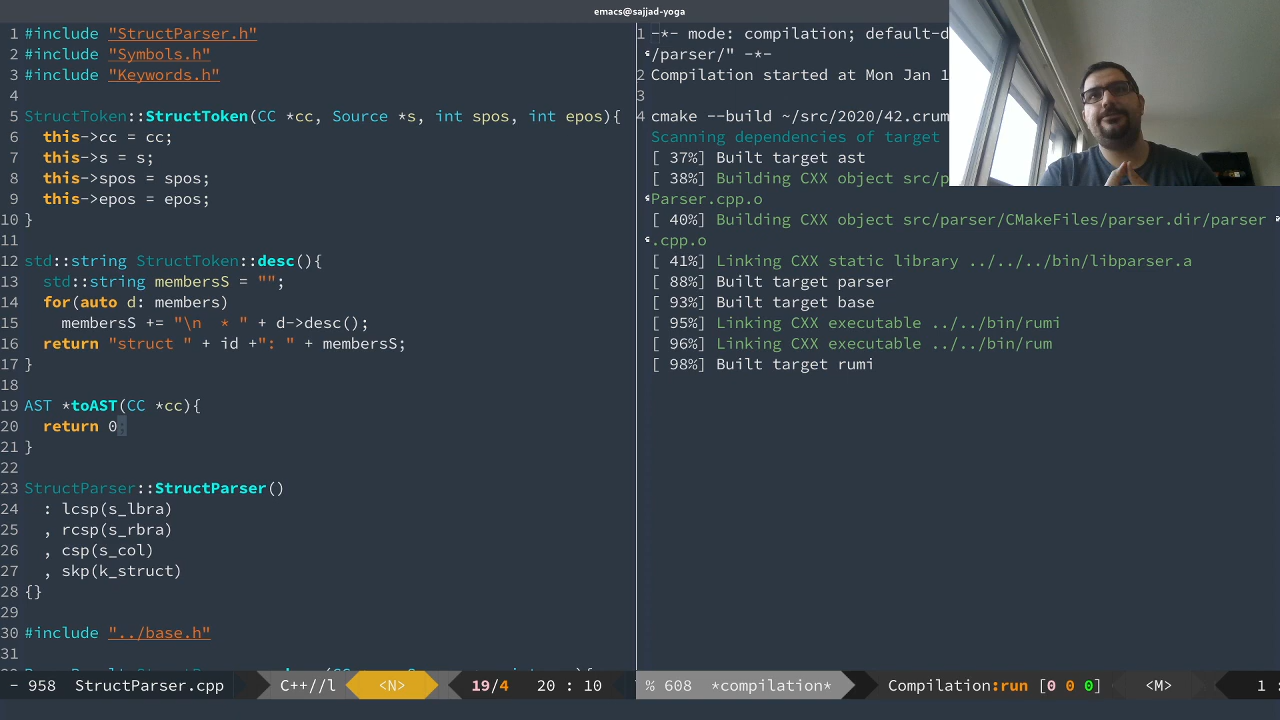 emacs@sajjad-yoga
1 #include "StructParser.h"
2 #include "Symbols.h"
3 #include "Keywords.h"
4
5 StructToken::StructToken(CC *cc, Source *s, int spos, int epos){
6 this->cc = cc;
7 this->s = s;
8 this->spos = spos;
9 this->epos = epos;
10 }
11
12 std::string StructToken::desc(){
13 std::string membersS = "";
14 for(auto d: members)
15 membersS += "\n * " + d->desc();
16 return "struct " + id +": " + membersS;
17 }
18
19 AST *toAST(CC *cc){
20 return 0;
21 }
22
23 StructParser::StructParser()
24 : lcsp(s_lbra)
25 , rcsp(s_rbra)
26 , csp(s_col)
27 , skp(k_struct)
28 {}
29
30 #include "../base.h"
31
- 958 StructParser.cpp C++//l <N> 19/4 20 : 10
1 -*- mode: compilation; default-d
/parser/" -*-
2 Compilation started at Mon Jan 1
3
4 cmake --build ~/src/2020/42.crum
Scanning dependencies of target
[ 37%] Built target ast
[ 38%] Building CXX object src/p
Parser.cpp.o
[ 40%] Building CXX object src/parser/CMakeFiles/parser.dir/parser
.cpp.o
[ 41%] Linking CXX static library ../../../bin/libparser.a
[ 88%] Built target parser
[ 93%] Built target base
[ 95%] Linking CXX executable ../../bin/rumi
[ 96%] Linking CXX executable ../../bin/rum
[ 98%] Built target rumi
% 608 *compilation* Compilation:run [0 0 0] <M> 1 :